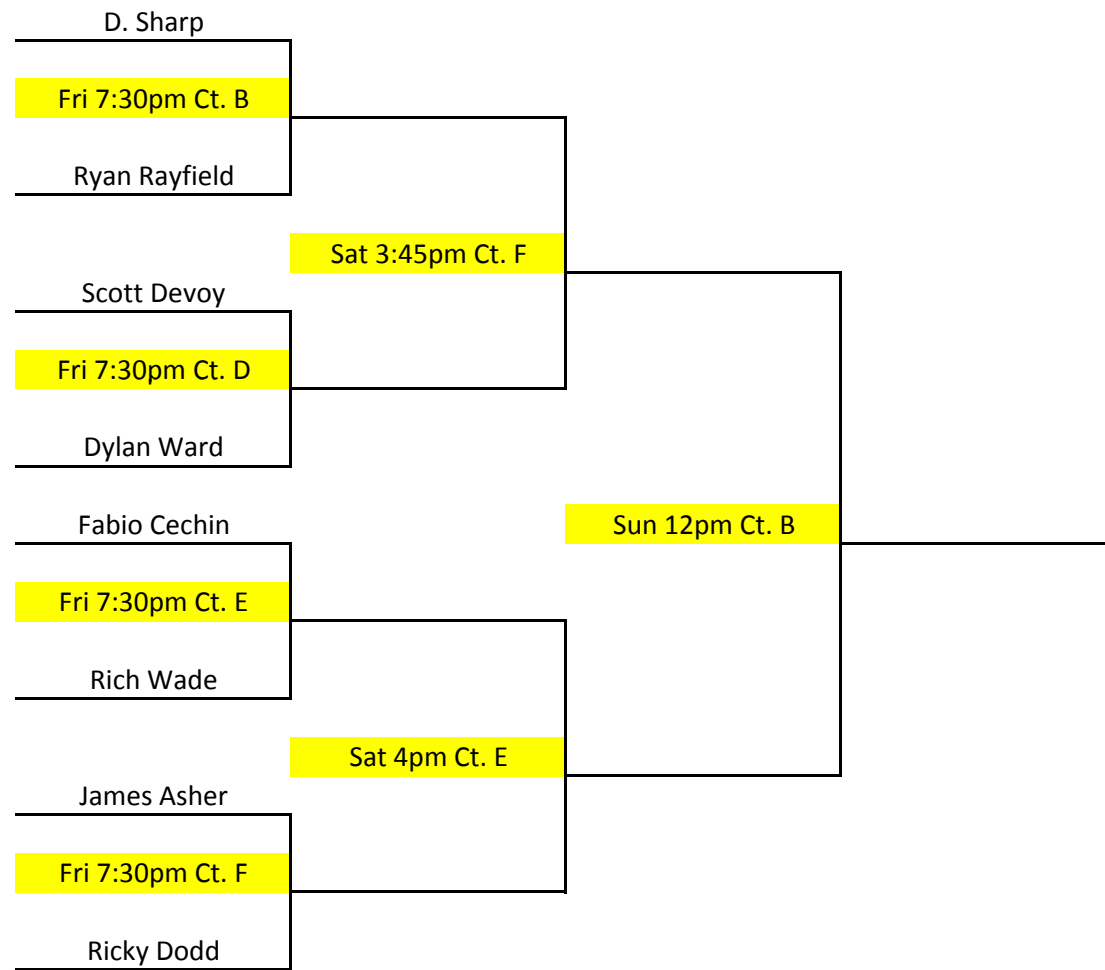 D. Sharp
Fri 7:30pm Ct. B
Ryan Rayfield
Sat 3:45pm Ct. F
Scott Devoy
Fri 7:30pm Ct. D
Dylan Ward
Fabio Cechin
Sun 12pm Ct. B
Fri 7:30pm Ct. E
Rich Wade
Sat 4pm Ct. E
James Asher
Fri 7:30pm Ct. F
Ricky Dodd